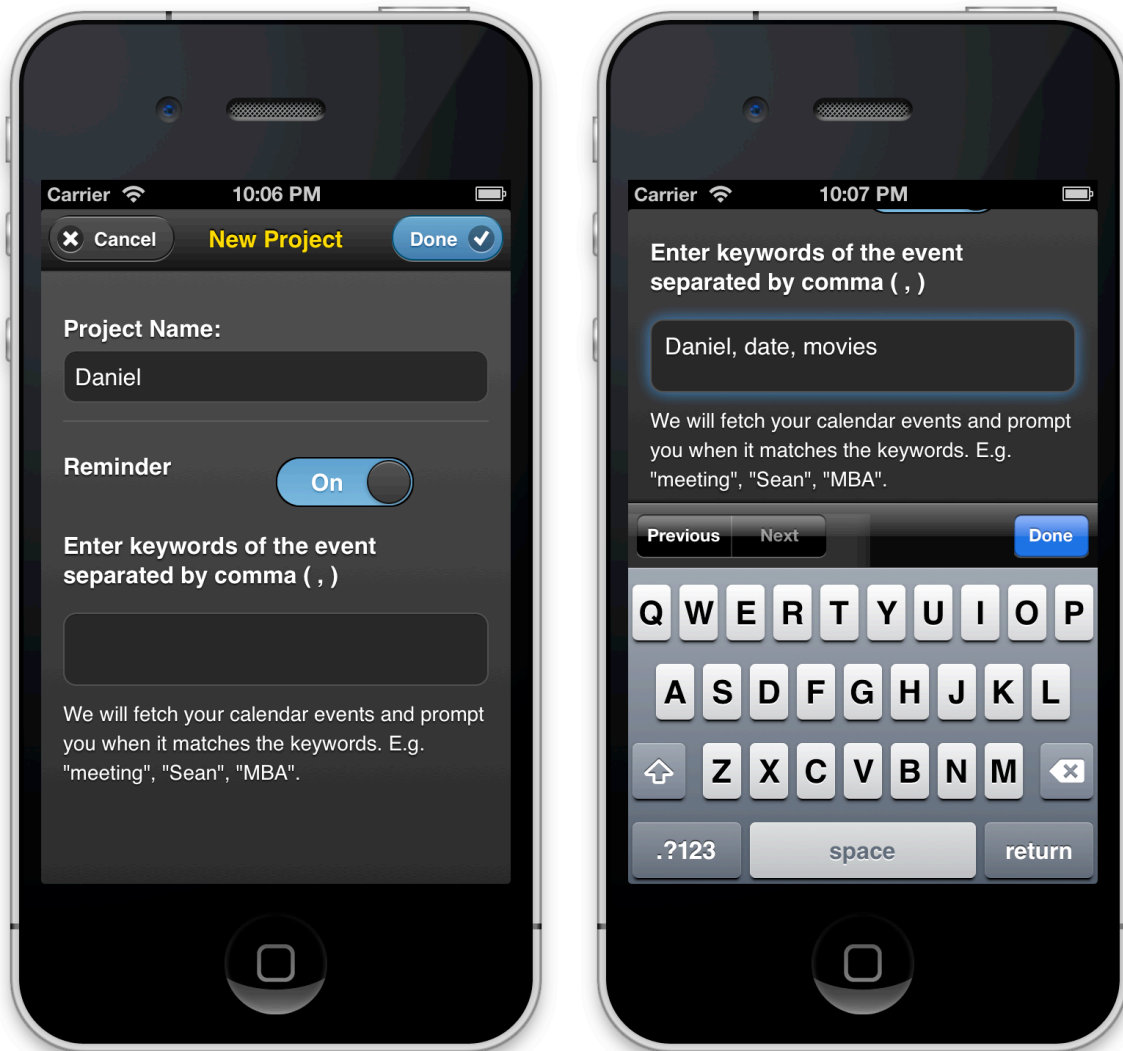 Carrier 10:06 PM
Cancel New Project Done
Project Name:
Daniel
Reminder On
Enter keywords of the event
separated by comma ( , )
We will fetch your calendar events and prompt
you when it matches the keywords. E.g.
"meeting", "Sean", "MBA".
Carrier 10:07 PM
Enter keywords of the event
separated by comma ( , )
Daniel, date, movies
We will fetch your calendar events and prompt
you when it matches the keywords. E.g.
"meeting", "Sean", "MBA".
Previous Next Done
Q W E R T Y U I O P
A S D F G H J K L
Z X C V B N M
.?123 space return